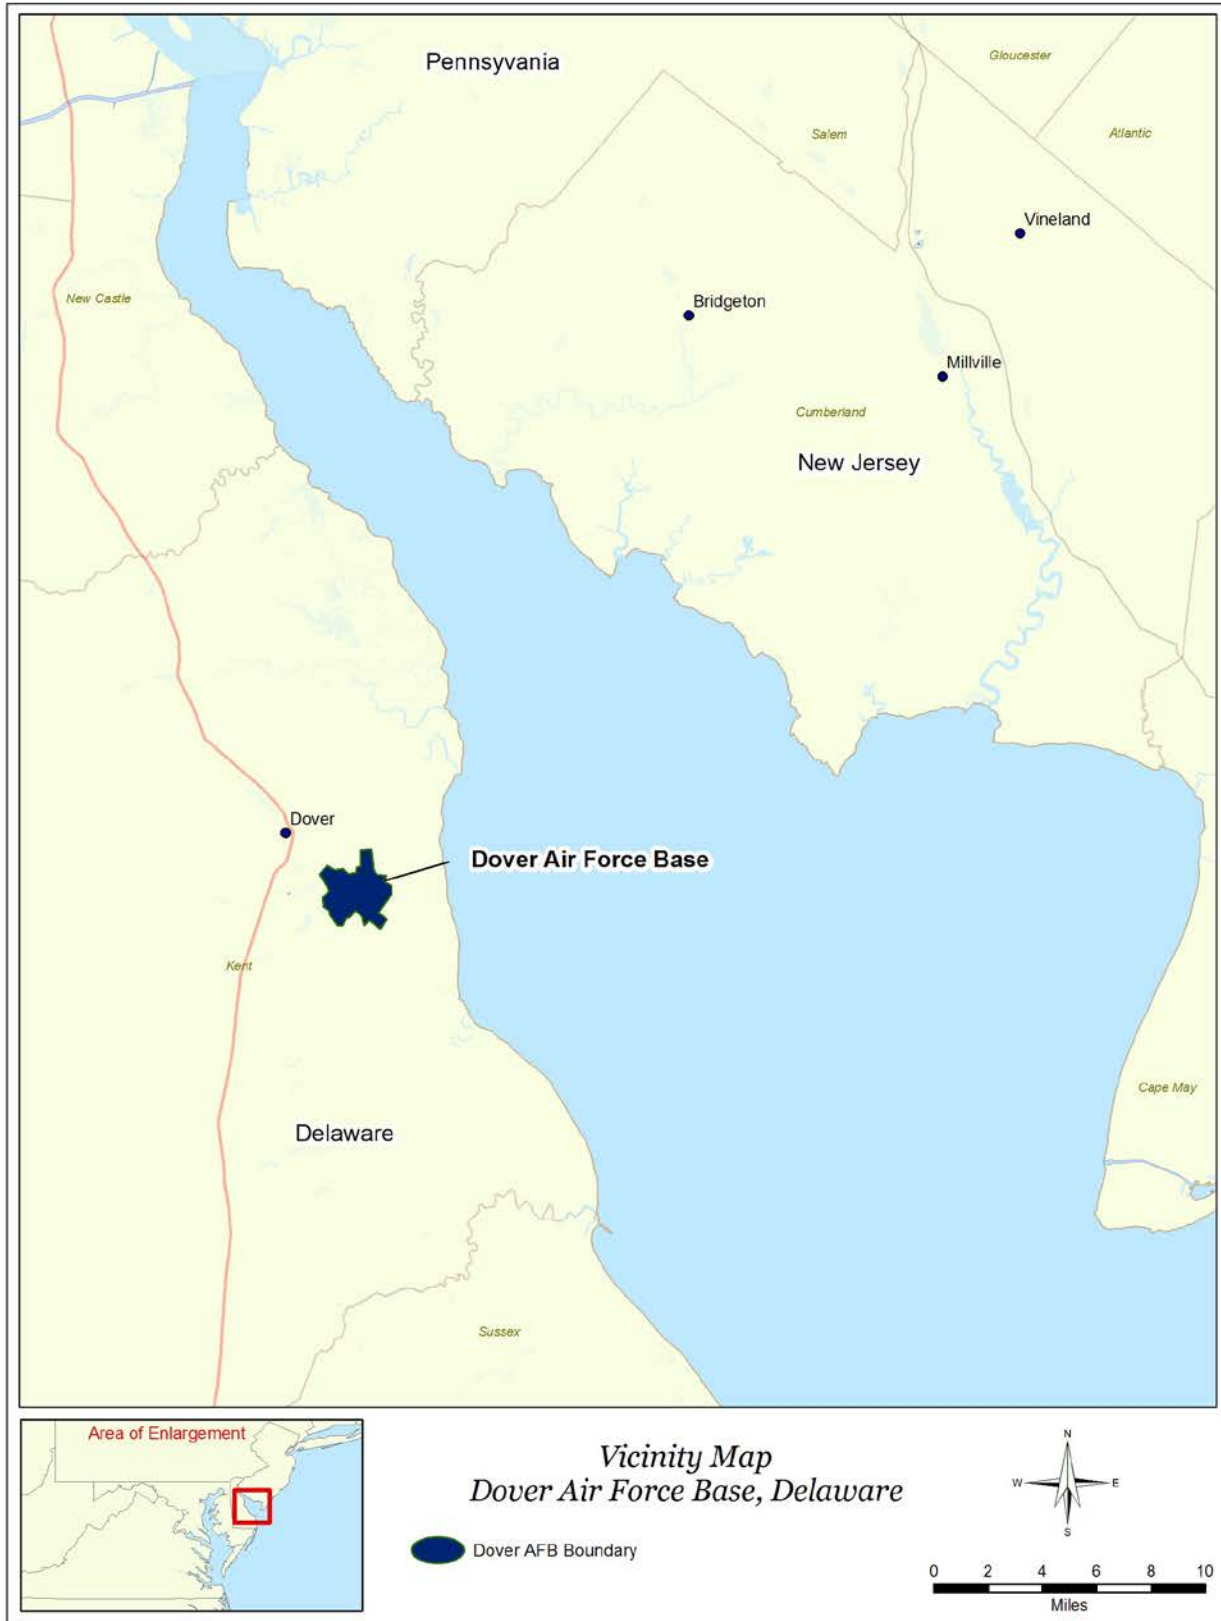 Pennsyvania
Gloucester
Salem
Atlantic
Vineland
New Castle
Bridgeton
Millville
Cumberland
New Jersey
Dover
Dover Air Force Base
Kent
Cape May
Delaware
Sussex
Area of Enlargement
Vicinity Map
Dover Air Force Base, Delaware
Dover AFB Boundary
N
W E
S
0 2 4 6 8 10
Miles